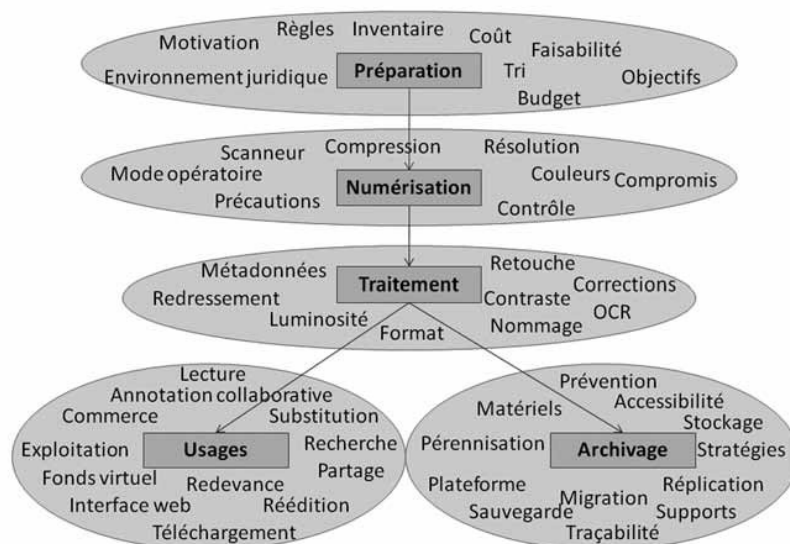 Motivation Règles Inventaire Coût
Faisabilité
Environnement juridique Préparation Tri Objectifs
Budget
Scanneur Compression Résolution
Mode opératoire Numérisation Couleurs Compromis
Précautions Contrôle
Métadonnées Retouche
Redressement Traitement Contraste Corrections
Luminosité Format Nommage OCR
Lecture
Annotation collaborative
Commerce Substitution
Exploitation Usages Recherche
Fonds virtuel Redevance Partage
Interface web Réédition
Téléchargement
Prévention
Matériels Accessibilité
Stockage
Pérennisation Archivage Stratégies
Plateforme Migration Réplication
Sauvegarde Supports
Traçabilité